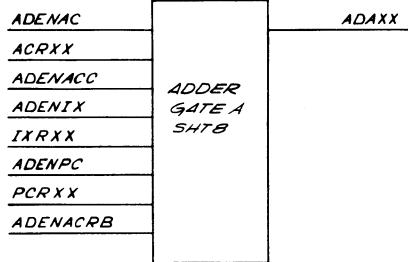 ADENAC
ADAXX
ACRXX
ADENACC
ADDER
ADENIX
GATE A
SHT8
IXRXX
ADENPC
PCRXX
ADENACRB